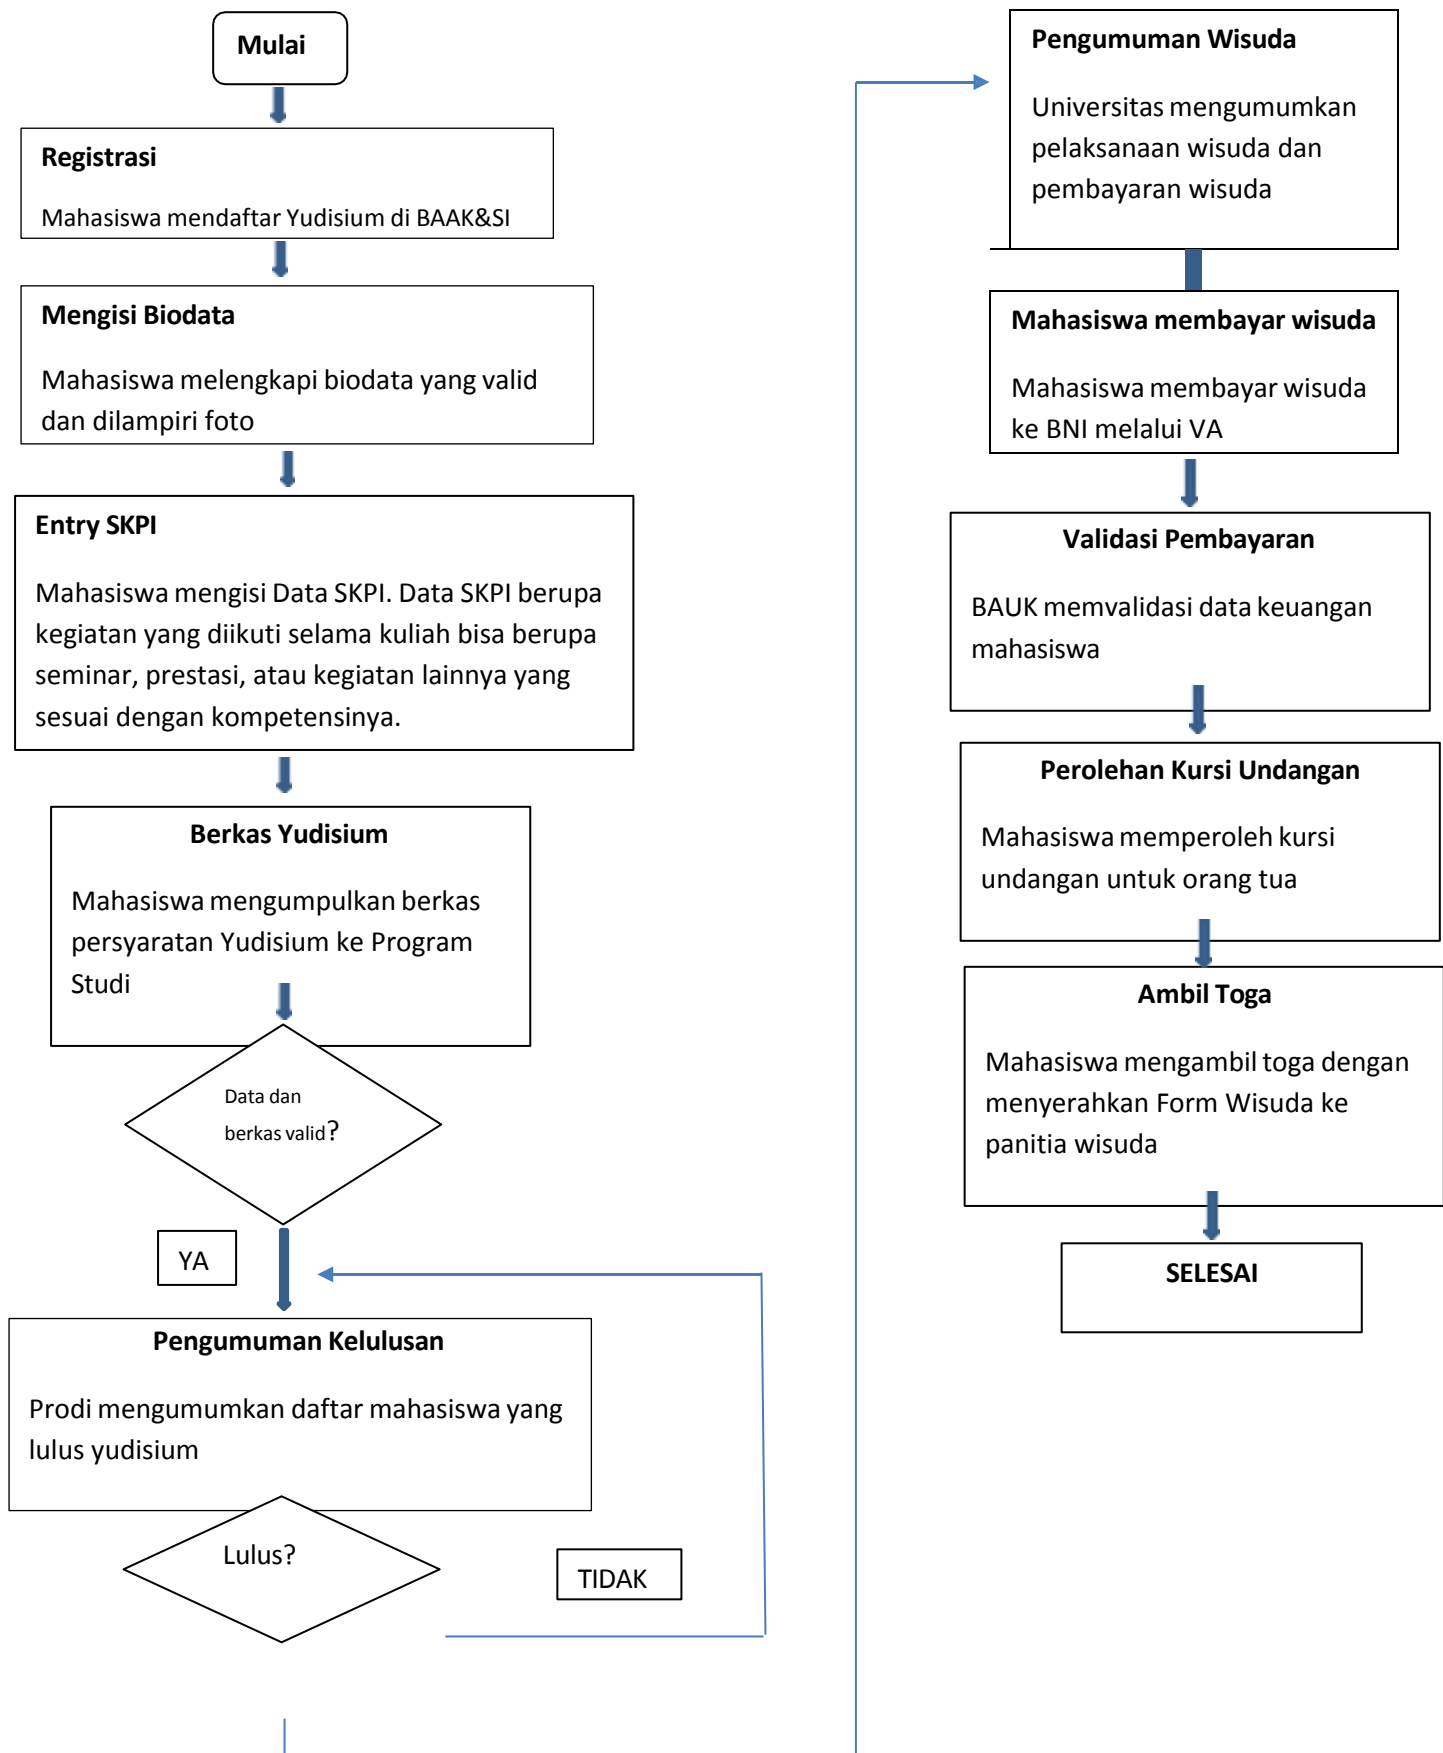 Mulai
Registrasi
Mahasiswa mendaftar Yudisium di BAAK&SI
Mengisi Biodata
Mahasiswa melengkapi biodata yang valid
dan dilampiri foto
Entry SKPI
Mahasiswa mengisi Data SKPI. Data SKPI berupa
kegiatan yang diikuti selama kuliah bisa berupa
seminar, prestasi, atau kegiatan lainnya yang
sesuai dengan kompetensinya.
Berkas Yudisium
Mahasiswa mengumpulkan berkas
persyaratan Yudisium ke Program
Studi
Data dan
berkas valid?
YA
Pengumuman Kelulusan
Prodi mengumumkan daftar mahasiswa yang
lulus yudisium
Lulus?
TIDAK
Pengumuman Wisuda
Universitas mengumumkan
pelaksanaan wisuda dan
pembayaran wisuda
Mahasiswa membayar wisuda
Mahasiswa membayar wisuda
ke BNI melalui VA
Validasi Pembayaran
BAUK memvalidasi data keuangan
mahasiswa
Perolehan Kursi Undangan
Mahasiswa memperoleh kursi
undangan untuk orang tua
Ambil Toga
Mahasiswa mengambil toga dengan
menyerahkan Form Wisuda ke
panitia wisuda
SELESAI